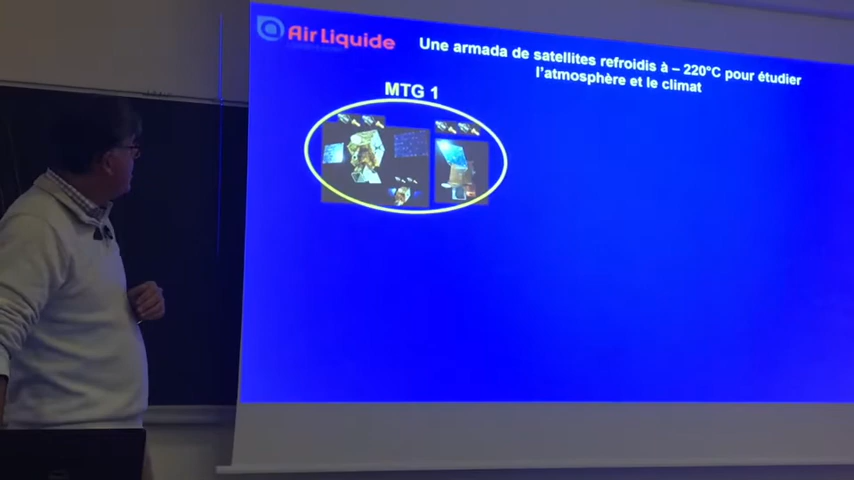 Air Liquide
Une armada de satellites refroidis à – 220°C pour étudier
l'atmosphère et le climat
MTG 1